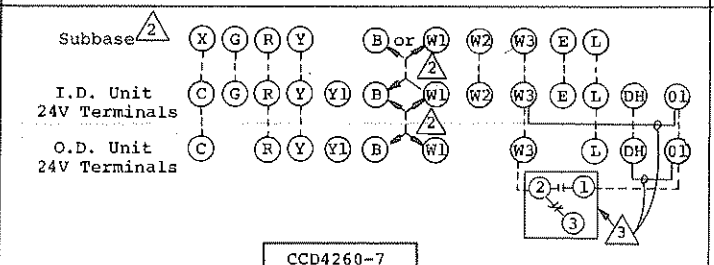 Subbase 2 X G R Y B or W1 W2 W3 E L
2
I.D. Unit C G R Y Y1 B W1 W2 W3 E L DH O1
24V Terminals
2
O.D. Unit C R Y Y1 B W1 W3 L DH O1
24V Terminals
2 1
3 3
CCD4260-7